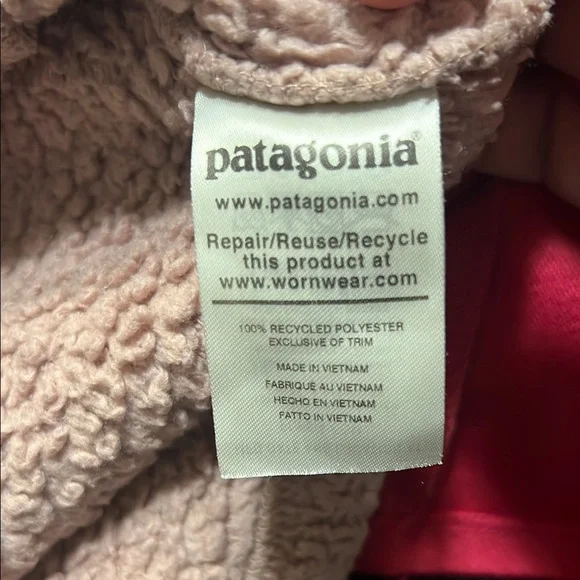 patagonia®
www.patagonia.com
Repair/Reuse/Recycle
this product at
www.wornwear.com
100% RECYCLED POLYESTER
EXCLUSIVE OF TRIM
MADE IN VIETNAM
FABRIQUÉ AU VIETNAM
HECHO EN VIETNAM
FATTO IN VIETNAM